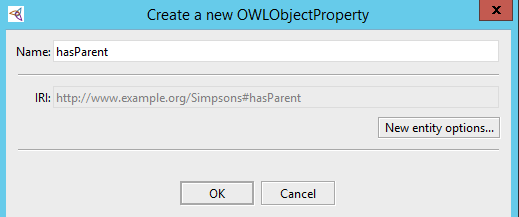 Create a new OWLObjectProperty
x
Name: hasParent
IRI: http://www.example.org/Simpsons#hasParent
New entity options...
OK Cancel